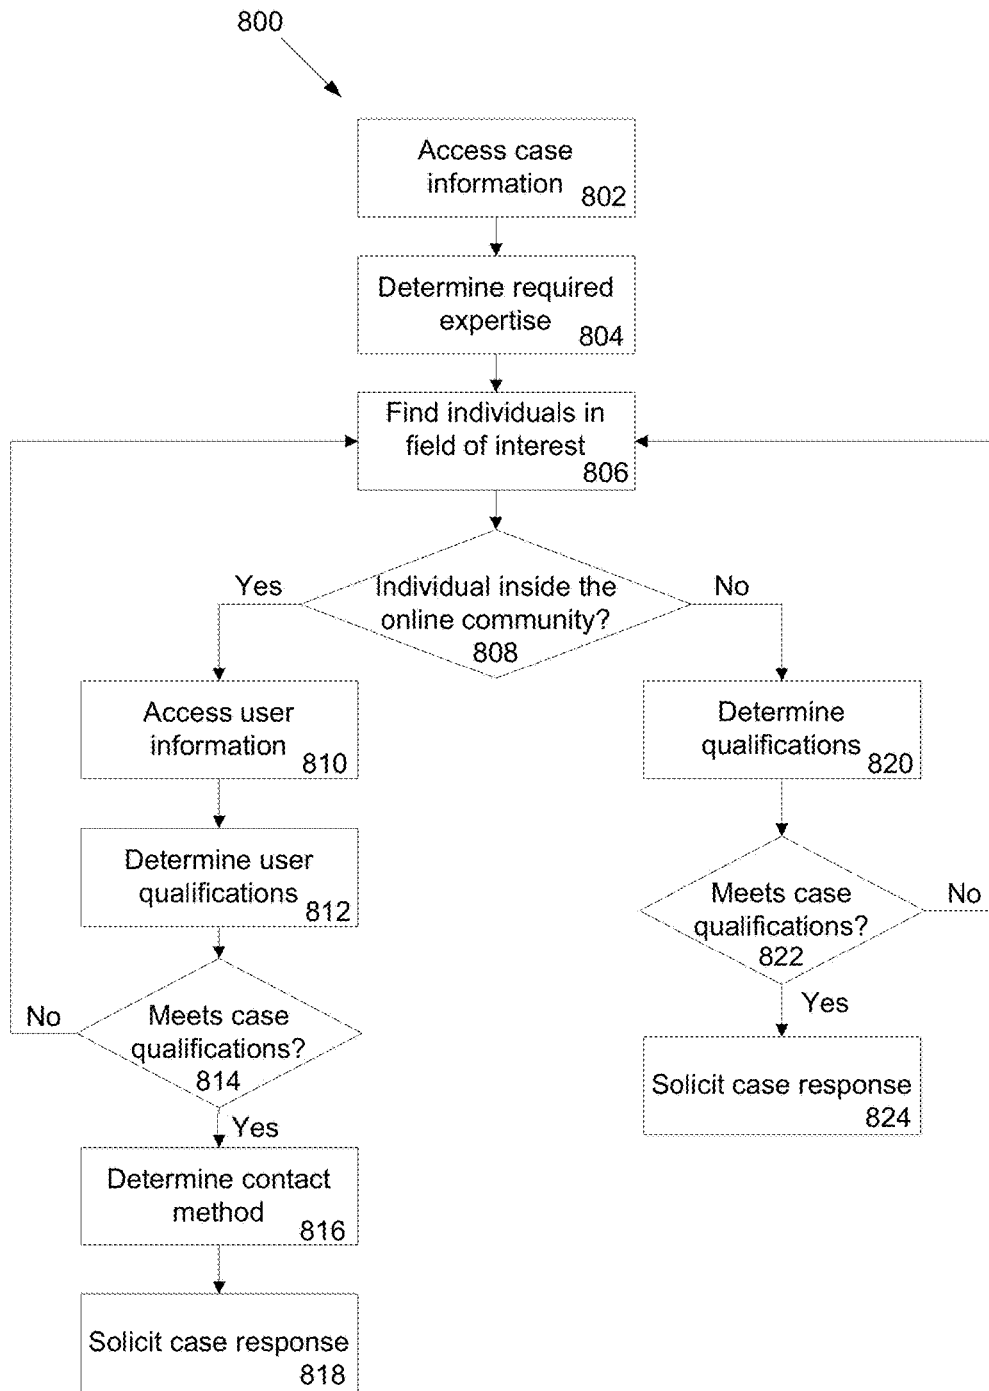 800
Access case
information
802
Determine required
expertise
804
Find individuals in
field of interest
806
Yes
Individual inside the
online community?
808
No
Access user
information
810
Determine
qualifications
820
Determine user
qualifications
812
Meets case
qualifications?
822
No
Yes
No
Meets case
qualifications?
814
Yes
Solicit case response
824
Determine contact
method
816
Solicit case response
818